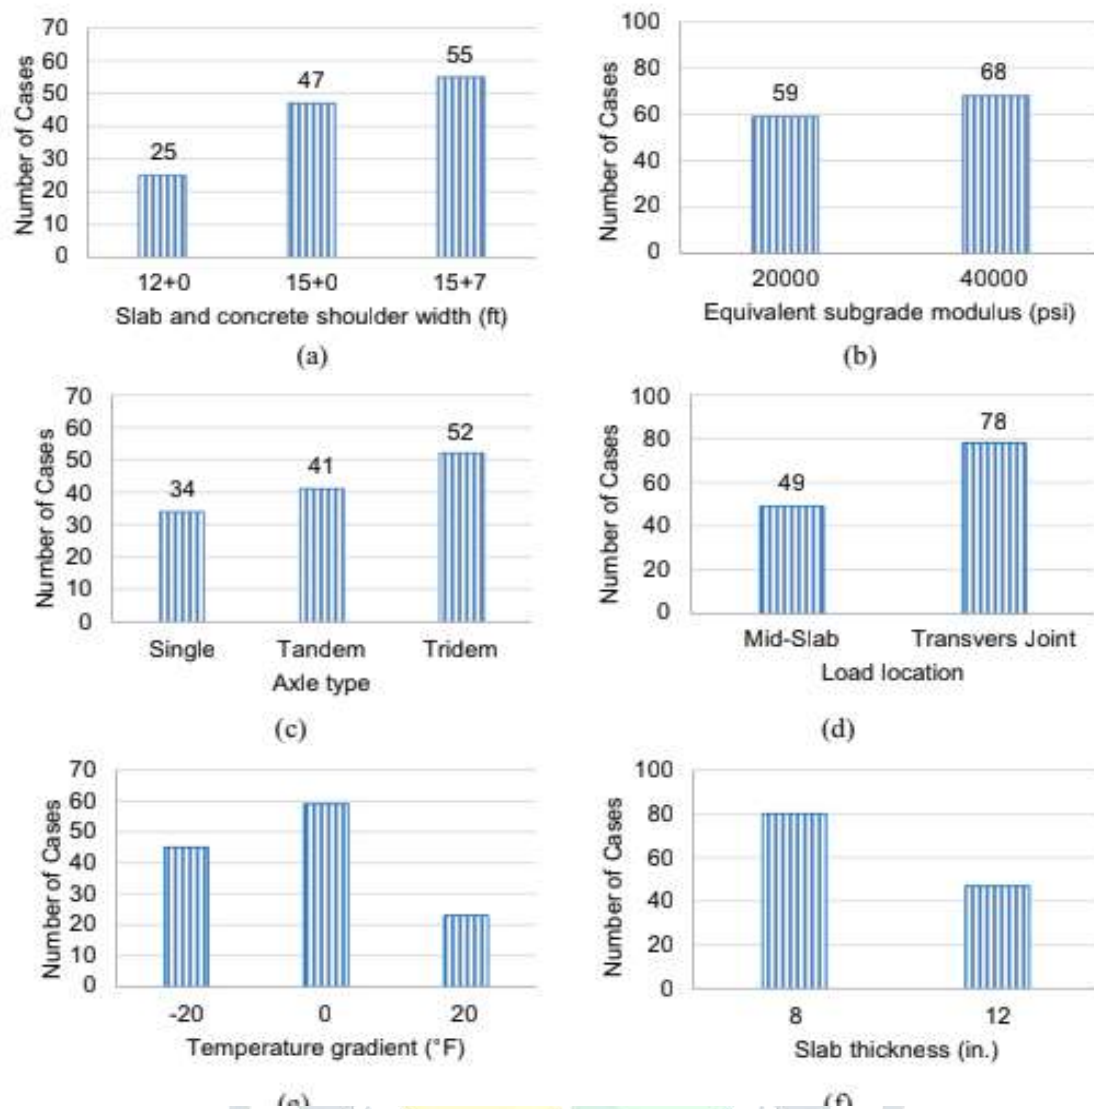 70
60
50
40
30
20
10
0
Number of Cases
25
47
55
12+0 15+0 15+7
Slab and concrete shoulder width (ft)
(a)
100
80
60
40
20
0
Number of Cases
59
68
20000 40000
Equivalent subgrade modulus (psi)
(b)
70
60
50
40
30
20
10
0
Number of Cases
34
41
52
Single Tandem Tridem
Axle type
(c)
100
80
60
40
20
0
Number of Cases
49
78
Mid-Slab Transvers Joint
Load location
(d)
70
60
50
40
30
20
10
0
Number of Cases
-20 0 20
Temperature gradient (°F)
(e)
100
80
60
40
20
0
Number of Cases
8 12
Slab thickness (in.)
(f)